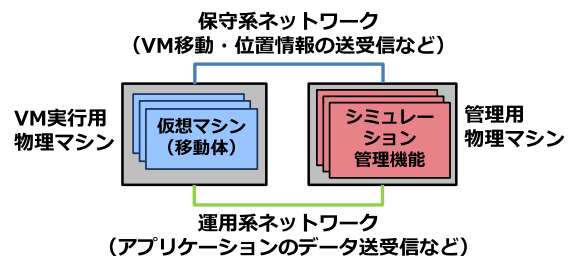 保守系ネットワーク
（VM移動・位置情報の送受信など）
VM実行用
物理マシン
仮想マシン
（移動体）
シミュレー
ション
管理機能
管理用
物理マシン
運用系ネットワーク
（アプリケーションのデータ送受信など）